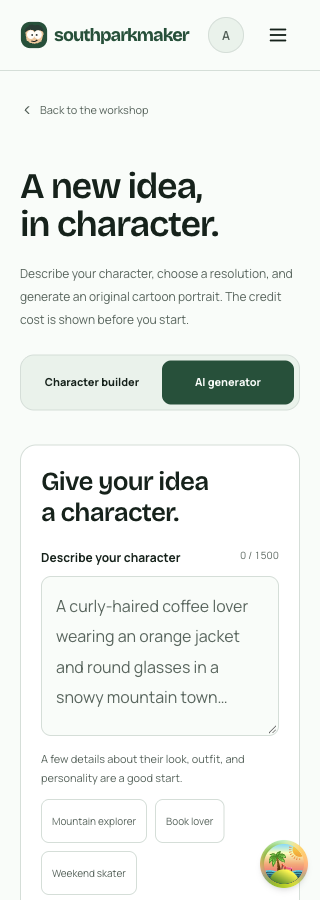 southparkmaker
A
Back to the workshop
A new idea,
in character.
Describe your character, choose a resolution, and
generate an original cartoon portrait. The credit
cost is shown before you start.
Character builder
AI generator
Give your idea
a character.
Describe your character
0 / 1500
A curly-haired coffee lover
wearing an orange jacket
and round glasses in a
snowy mountain town…
A few details about their look, outfit, and
personality are a good start.
Mountain explorer
Book lover
Weekend skater